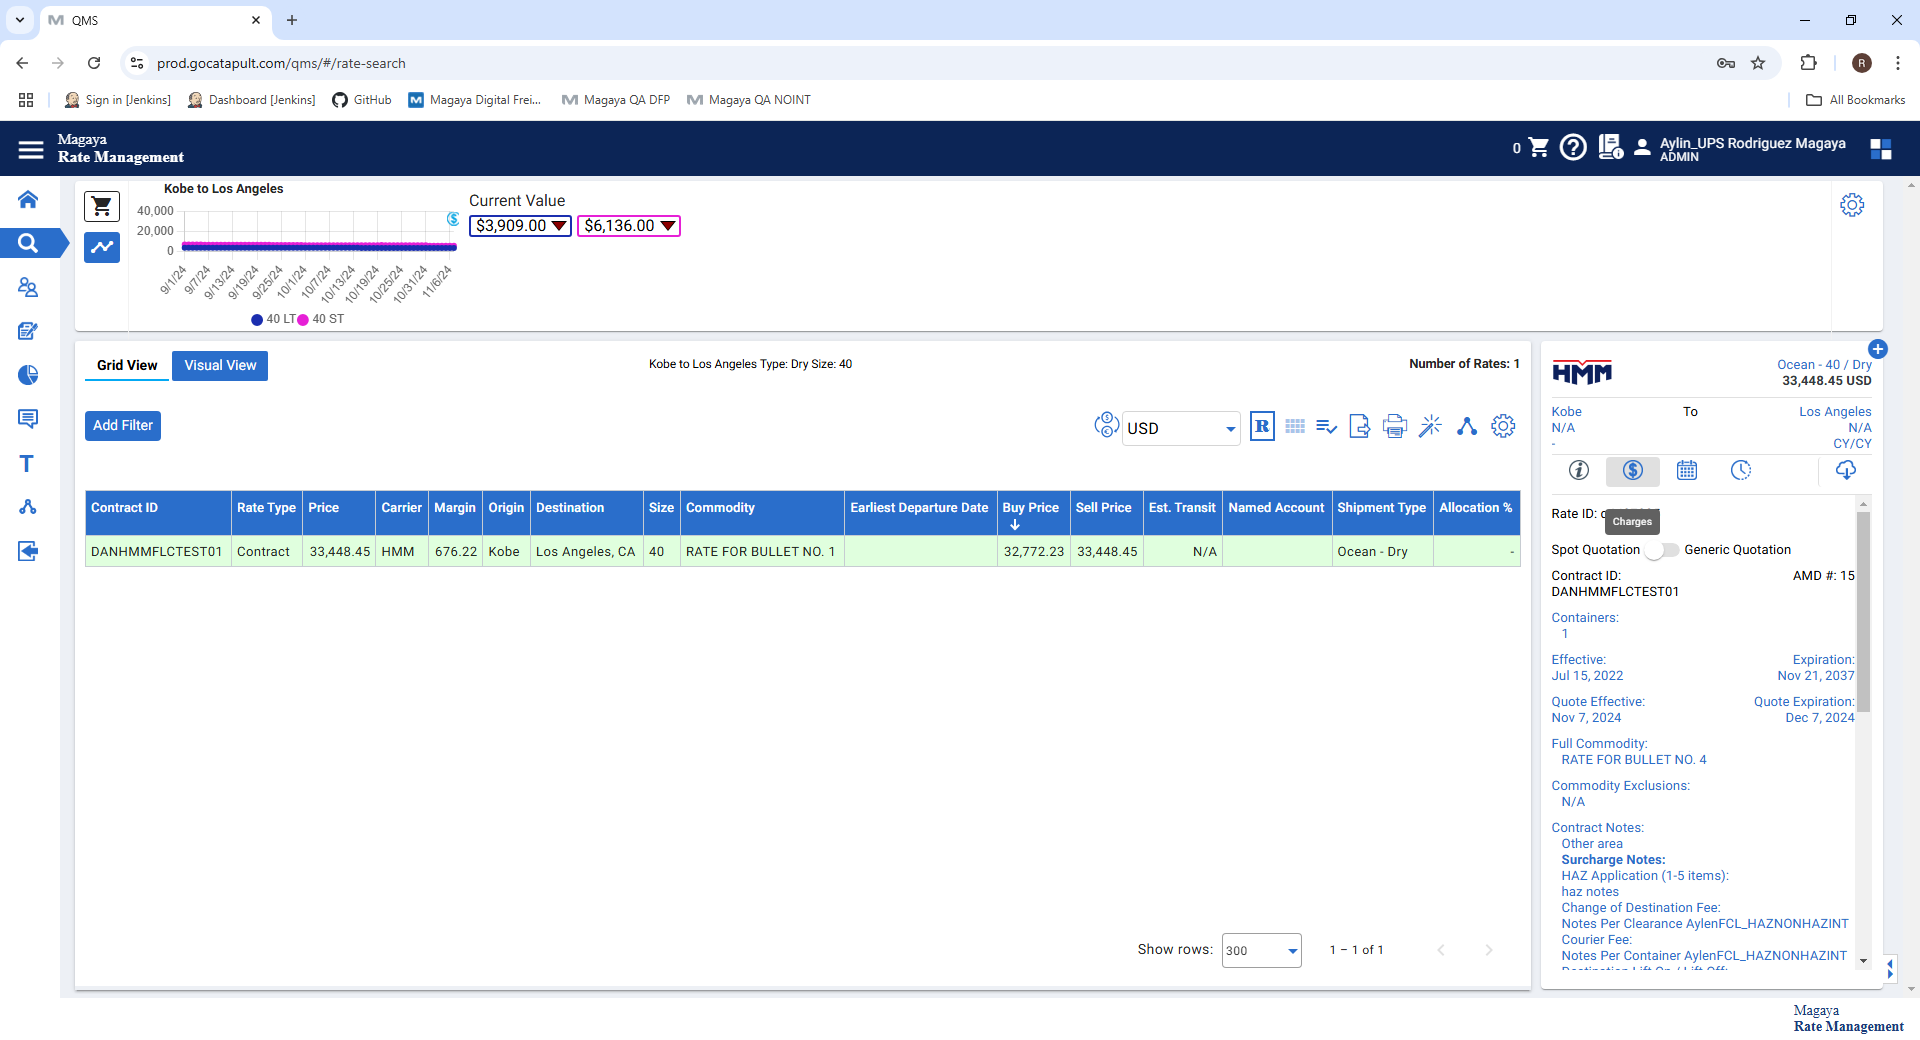 QMS
prod.gocatapult.com/qms/#/rate-search
R
Sign in [Jenkins]
Dashboard [Jenkins]
GitHub
Magaya Digital Frei...
Magaya QA DFP
Magaya QA NOINT
All Bookmarks
Magaya
Rate Management
0
Aylin_UPS Rodriguez Magaya
ADMIN
Kobe to Los Angeles
40,000
20,000
0
9/1/24
9/7/24
9/13/24
9/19/24
9/25/24
10/1/24
10/7/24
10/13/24
10/19/24
10/25/24
10/31/24
11/6/24
40 LT
40 ST
Current Value
$3,909.00
$6,136.00
Grid View
Visual View
Kobe to Los Angeles Type: Dry Size: 40
Number of Rates: 1
Add Filter
USD
R
Contract ID Rate Type Price Carrier Margin Origin Destination Size Commodity Earliest Departure Date Buy Price Sell Price Est. Transit Named Account Shipment Type Allocation %
DANHMMFLCTEST01 Contract 33,448.45 HMM 676.22 Kobe Los Angeles, CA 40 RATE FOR BULLET NO. 1 32,772.23 33,448.45 N/A Ocean - Dry -
Show rows:
300
1 – 1 of 1
HMM
Ocean - 40 / Dry
33,448.45 USD
Kobe To Los Angeles
N/A N/A
- CY/CY
Rate ID:
Charges
Spot Quotation Generic Quotation
Contract ID: AMD #: 15
DANHMMFLCTEST01
Containers:
1
Effective: Expiration:
Jul 15, 2022 Nov 21, 2037
Quote Effective: Quote Expiration:
Nov 7, 2024 Dec 7, 2024
Full Commodity:
RATE FOR BULLET NO. 4
Commodity Exclusions:
N/A
Contract Notes:
Other area
Surcharge Notes:
HAZ Application (1-5 items):
haz notes
Change of Destination Fee:
Notes Per Clearance AylenFCL_HAZNONHAZINT
Courier Fee:
Notes Per Container AylenFCL_HAZNONHAZINT
Magaya
Rate Management